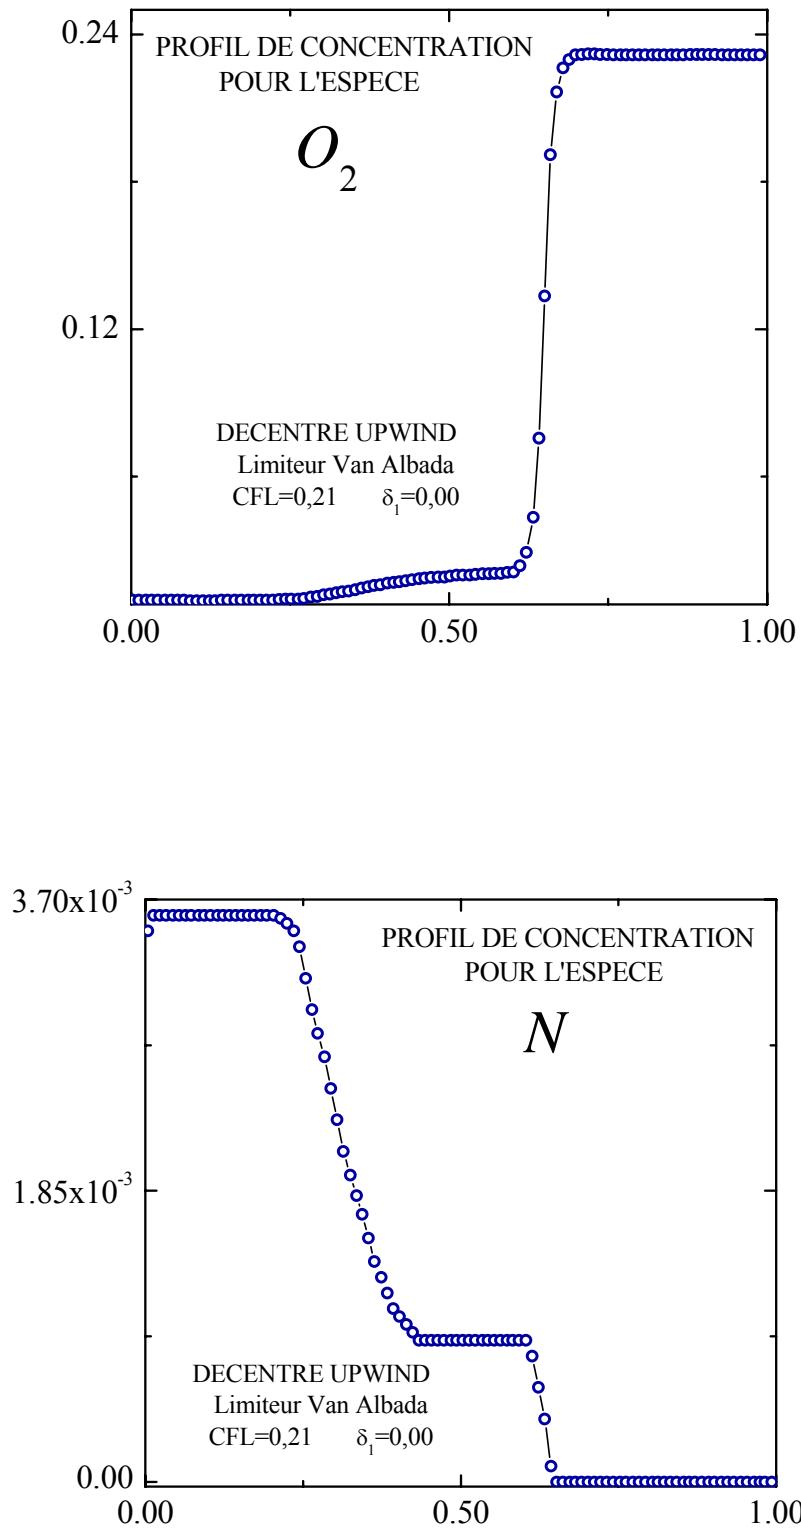 0.24
PROFIL DE CONCENTRATION
POUR L'ESPECE
O₂
0.12
DECENTRE UPWIND
Limiteur Van Albada
CFL=0,21 δ₁=0,00
0.00 0.50 1.00
3.70x10⁻³
PROFIL DE CONCENTRATION
POUR L'ESPECE
N
1.85x10⁻³
DECENTRE UPWIND
Limiteur Van Albada
CFL=0,21 δ₁=0,00
0.00
0.00 0.50 1.00